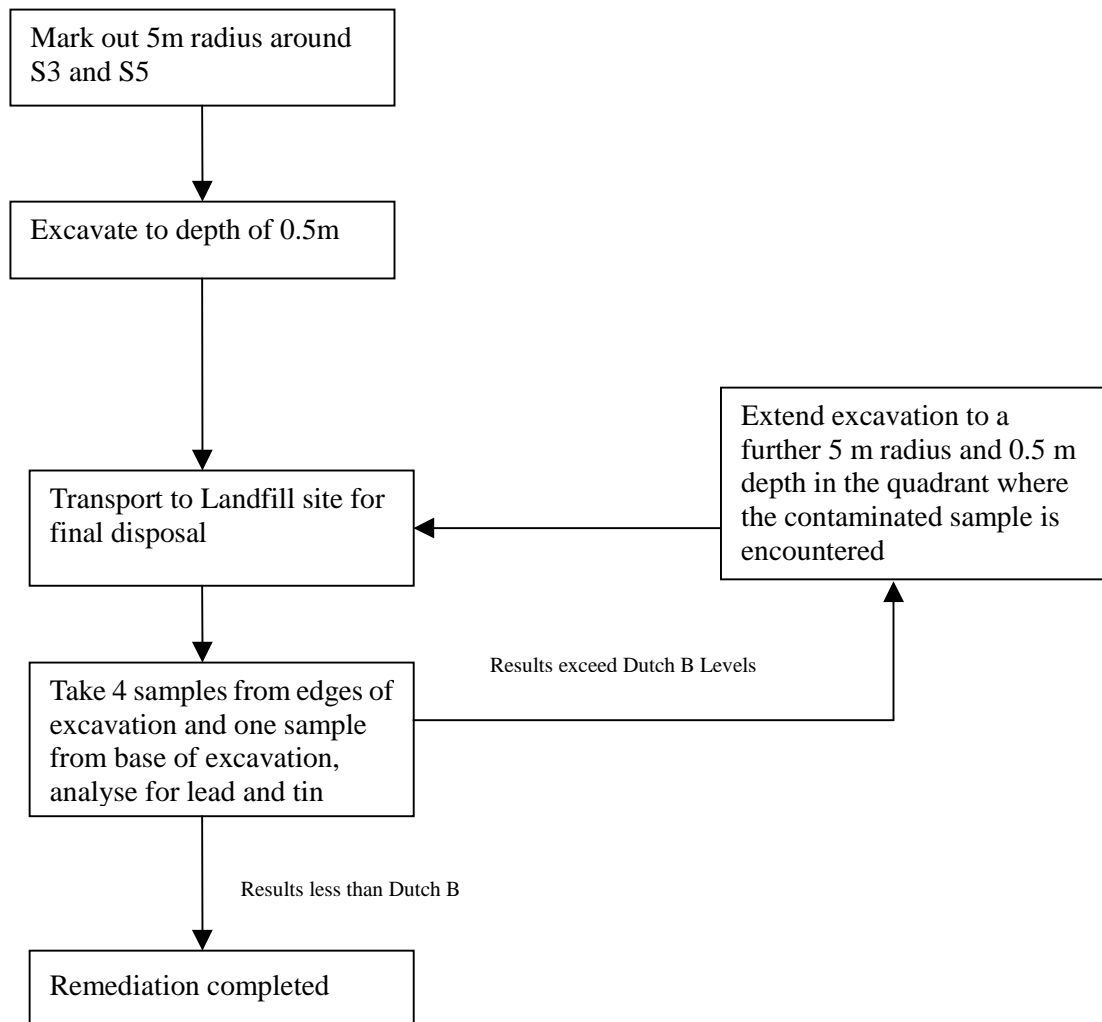 Mark out 5m radius around
S3 and S5
Excavate to depth of 0.5m
Transport to Landfill site for
final disposal
Extend excavation to a
further 5 m radius and 0.5 m
depth in the quadrant where
the contaminated sample is
encountered
Take 4 samples from edges of
excavation and one sample
from base of excavation,
analyse for lead and tin
Results exceed Dutch B Levels
Results less than Dutch B
Remediation completed